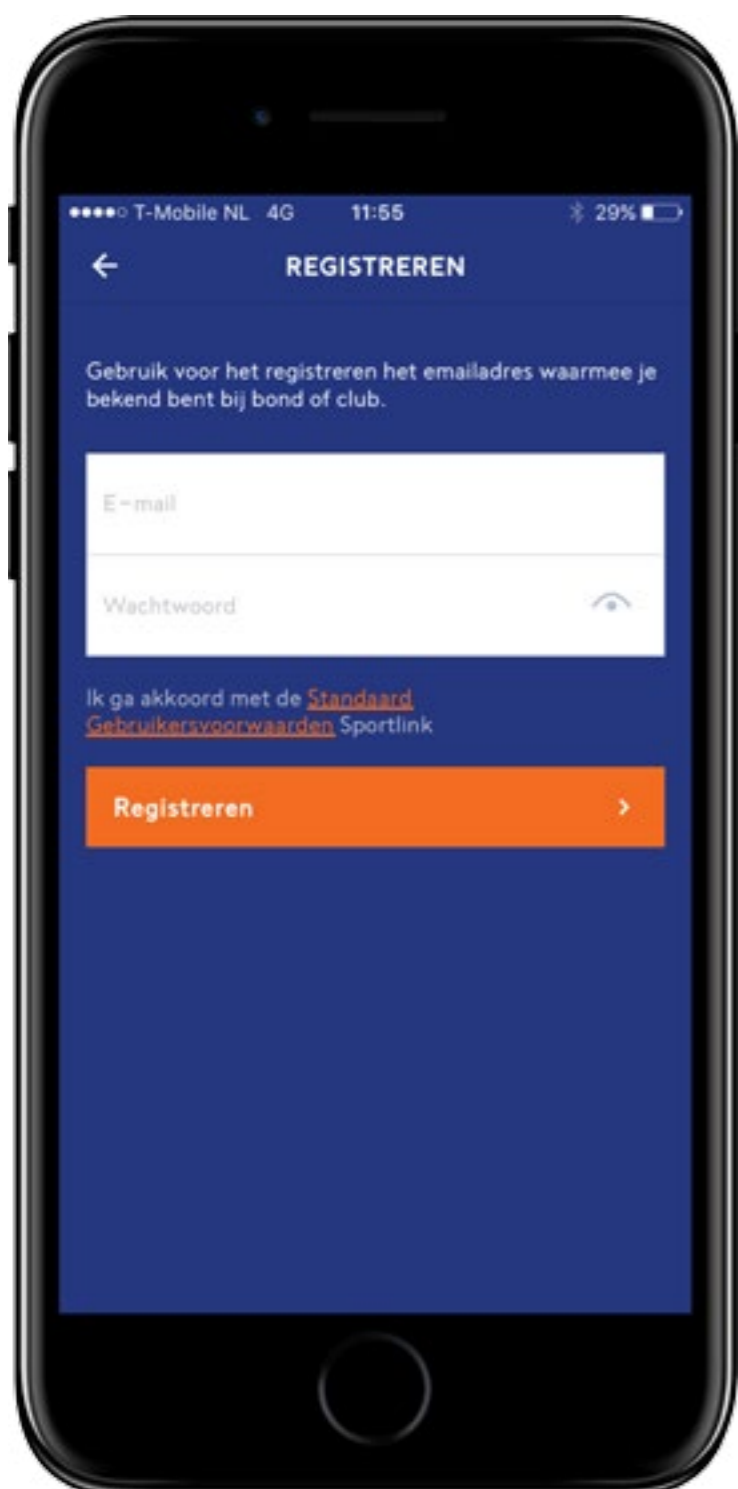 T-Mobile NL 4G 11:55 29%
REGISTREREN
Gebruik voor het registreren het emailadres waarmee je
bekend bent bij bond of club.
E-mail
Wachtwoord
Ik ga akkoord met de Standaard
Gebruikersvoorwaarden Sportlink
Registreren